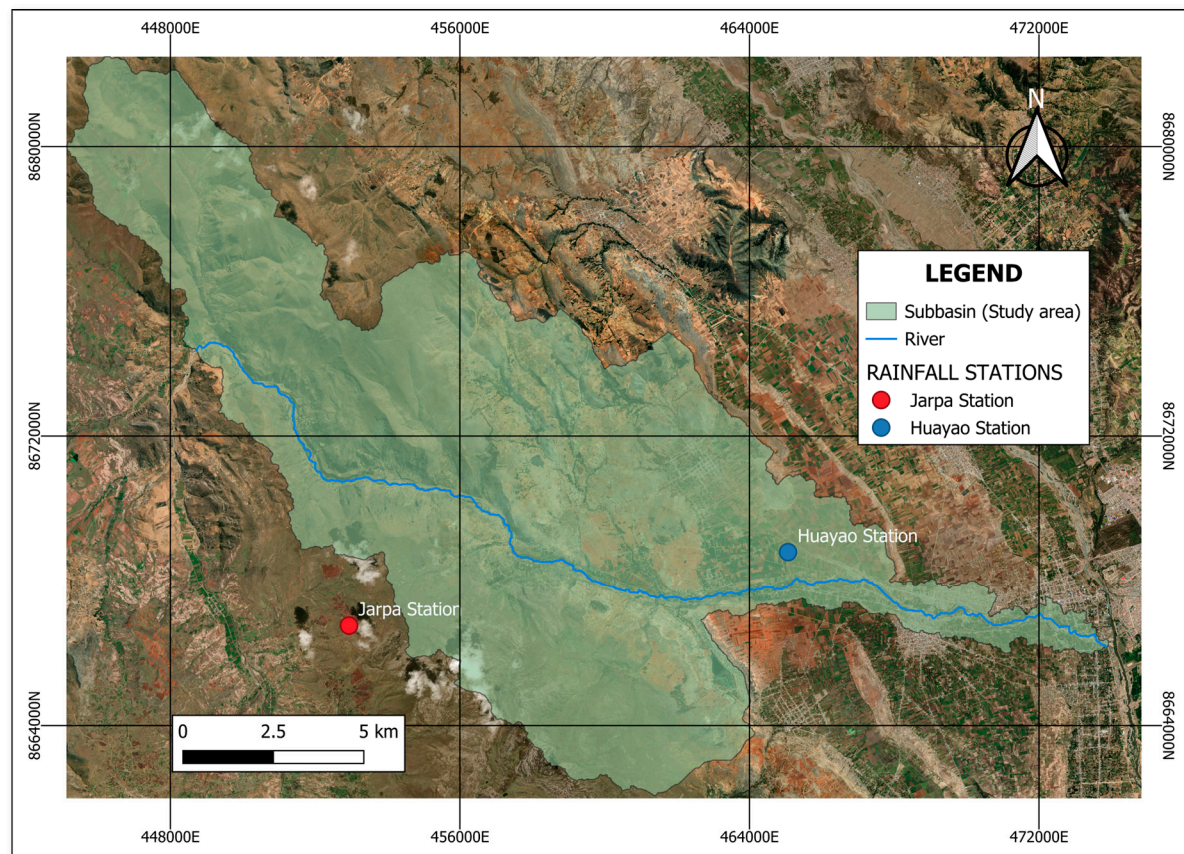 448000E 456000E 464000E 472000E
N
8680000N 8680000N
LEGEND
Subbasin (Study area)
River
RAINFALL STATIONS
Jarpa Station
Huayao Station
8672000N 8672000N
Huayao Station
Jarpa Station
8664000N 8664000N
0 2.5 5 km
448000E 456000E 464000E 472000E